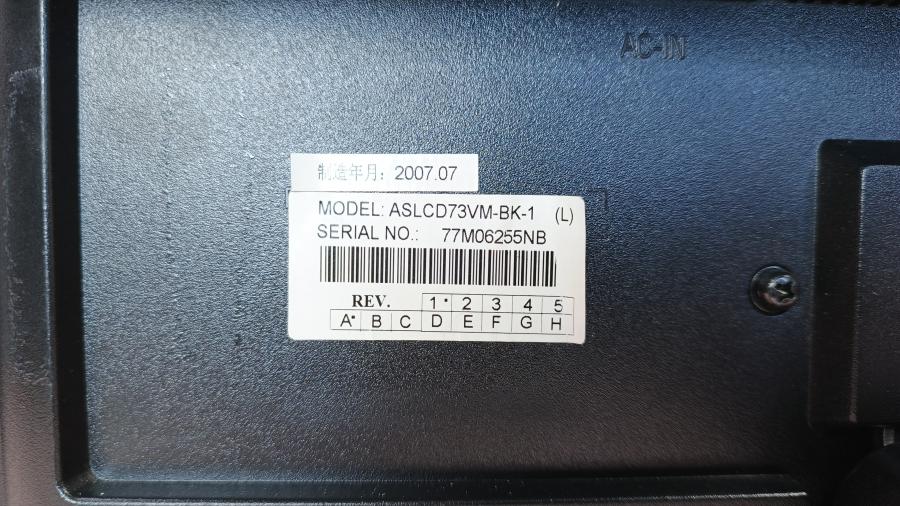 AC-IN
制造年月：2007.07
MODEL: ASLCD73VM-BK-1 (L)
SERIAL NO.: 77M06255NB
REV. 1• 2 3 4 5
A• B C D E F G H